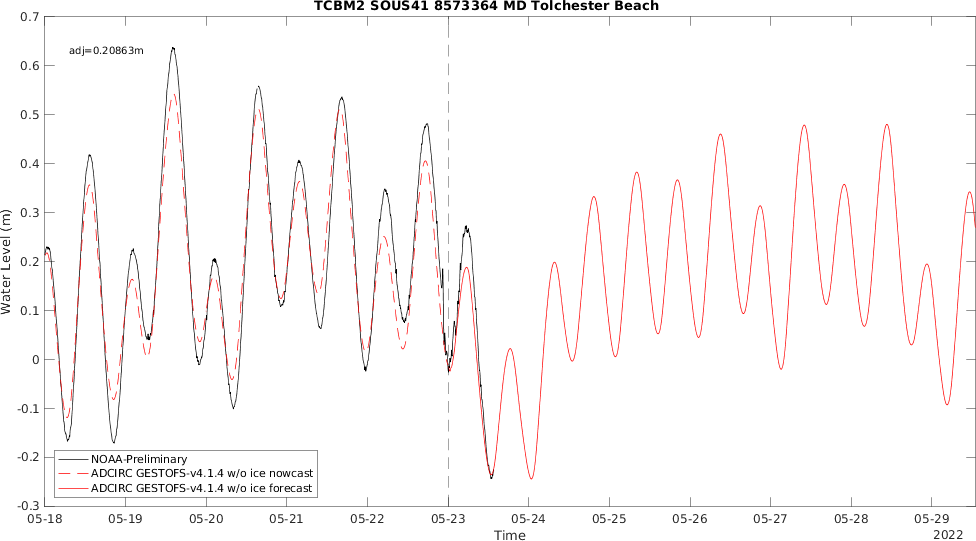 TCBM2 SOUS41 8573364 MD Tolchester Beach
adj=0.20863m
Water Level (m)
0.7
0.6
0.5
0.4
0.3
0.2
0.1
0
-0.1
-0.2
-0.3
NOAA-Preliminary
ADCIRC GESTOFS-v4.1.4 w/o ice nowcast
ADCIRC GESTOFS-v4.1.4 w/o ice forecast
05-18 05-19 05-20 05-21 05-22 05-23 05-24 05-25 05-26 05-27 05-28 05-29
Time
2022